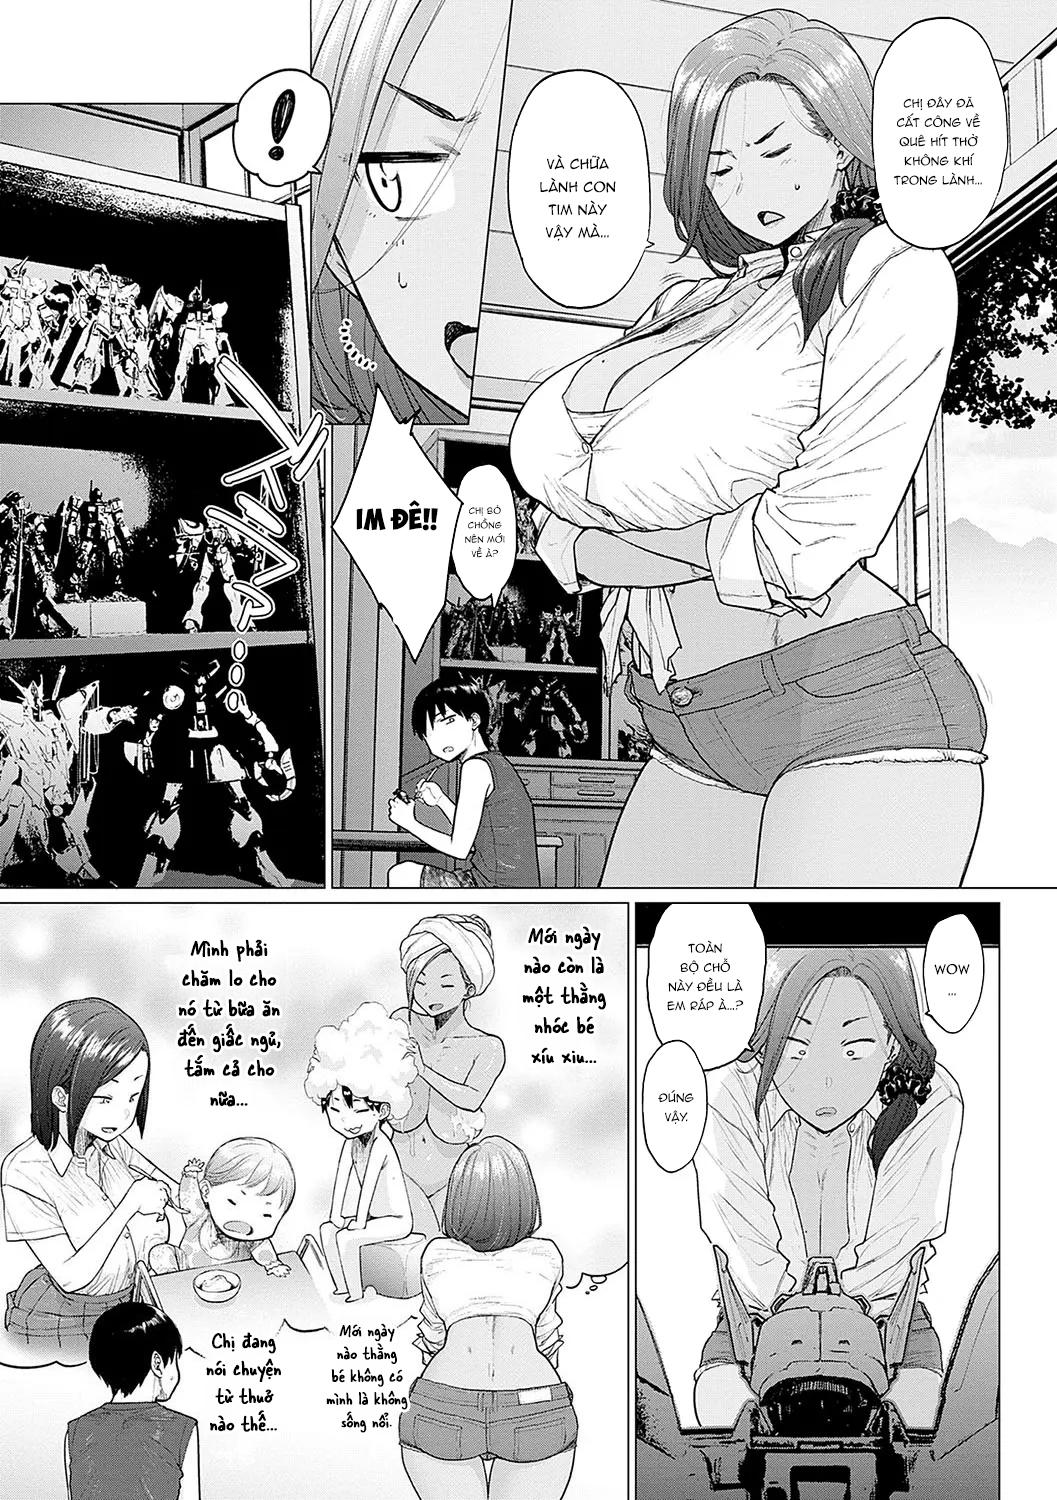 CHỊ ĐÂY ĐÃ
CẤT CÔNG VỀ
QUÊ HÍT THỞ
KHÔNG KHÍ
TRONG LÀNH...
VÀ CHỮA
LÀNH CON
TIM NÀY
VẬY MÀ...
!
CHỊ BỎ
CHỒNG
NÊN MỚI
VỀ À?
IM ĐÊ!!
WOW
...
TOÀN
BỘ CHỖ
NÀY ĐỀU LÀ
EM RÁP À...?
ĐÚNG
VẬY.
Mới ngày
nào còn là
một thằng
nhóc bé
xíu xiu...
Mình phải
chăm lo cho
nó từ bữa ăn
đến giấc ngủ,
tắm cả cho
nữa...
Mới ngày
nào thằng
bé không có
mình là không
sống nổi.
Chị đang
nói chuyện
từ thuở
nào thế...